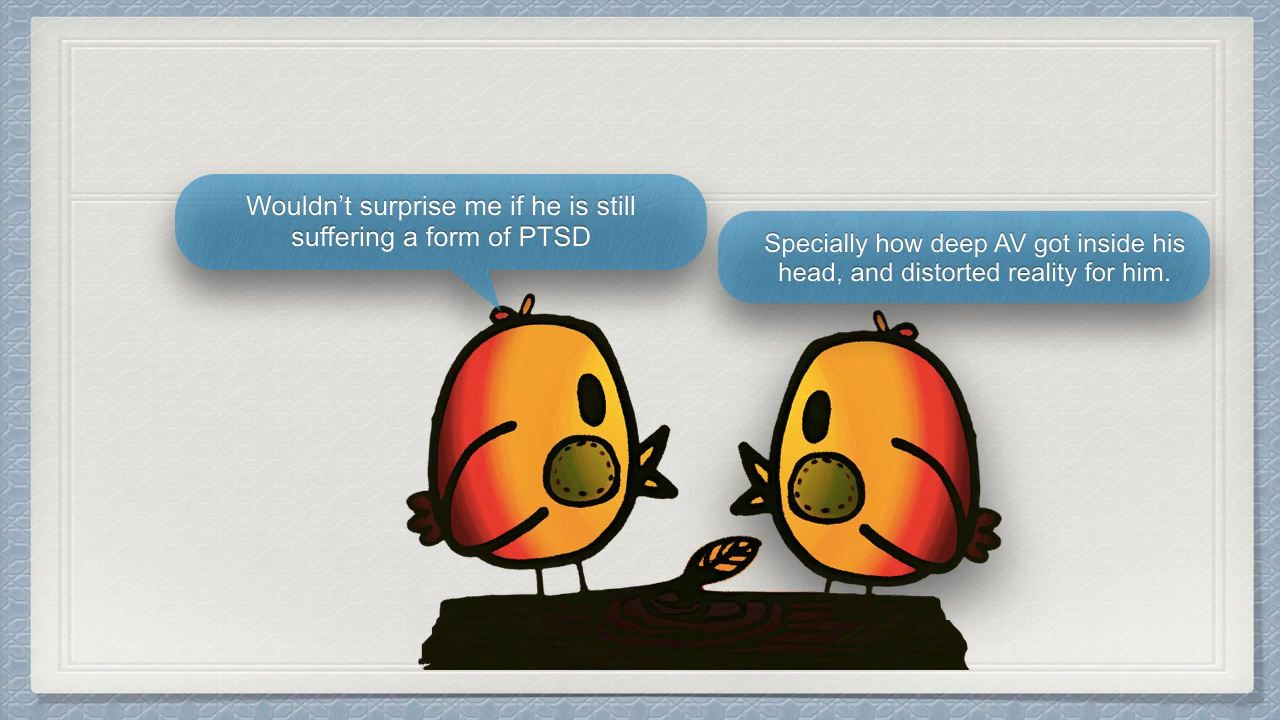 Wouldn’t surprise me if he is still
suffering a form of PTSD
Specially how deep AV got inside his
head, and distorted reality for him.